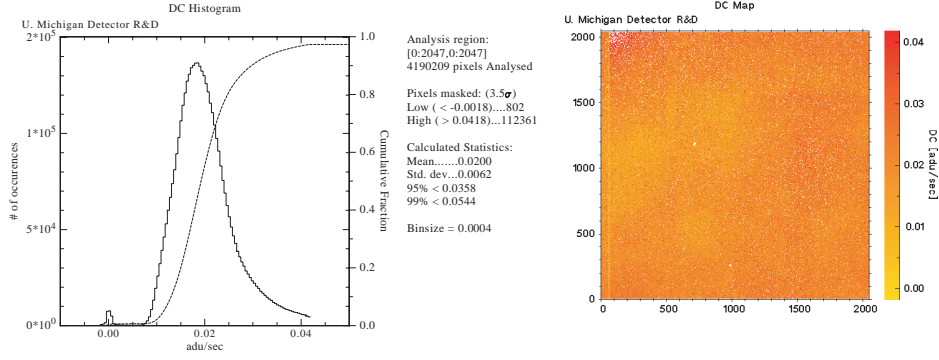 DC Histogram
U. Michigan Detector R&D
2*10^5
1*10^5
5*10^4
0*10^0
# of occurences
0.00
0.02
0.04
adu/sec
1.0
0.8
0.6
0.4
0.2
0.0
Cumulative Fraction
Analysis region:
[0:2047,0:2047]
4190209 pixels Analysed
Pixels masked: (3.5σ)
Low ( < -0.0018)....802
High ( > 0.0418)...112361
Calculated Statistics:
Mean.......0.0200
Std. dev...0.0062
95% < 0.0358
99% < 0.0544
Binsize = 0.0004
DC Map
U. Michigan Detector R&D
2000
1500
1000
500
0
0
500
1000
1500
2000
0.04
0.03
0.02
0.01
0.00
DC [adu/sec]